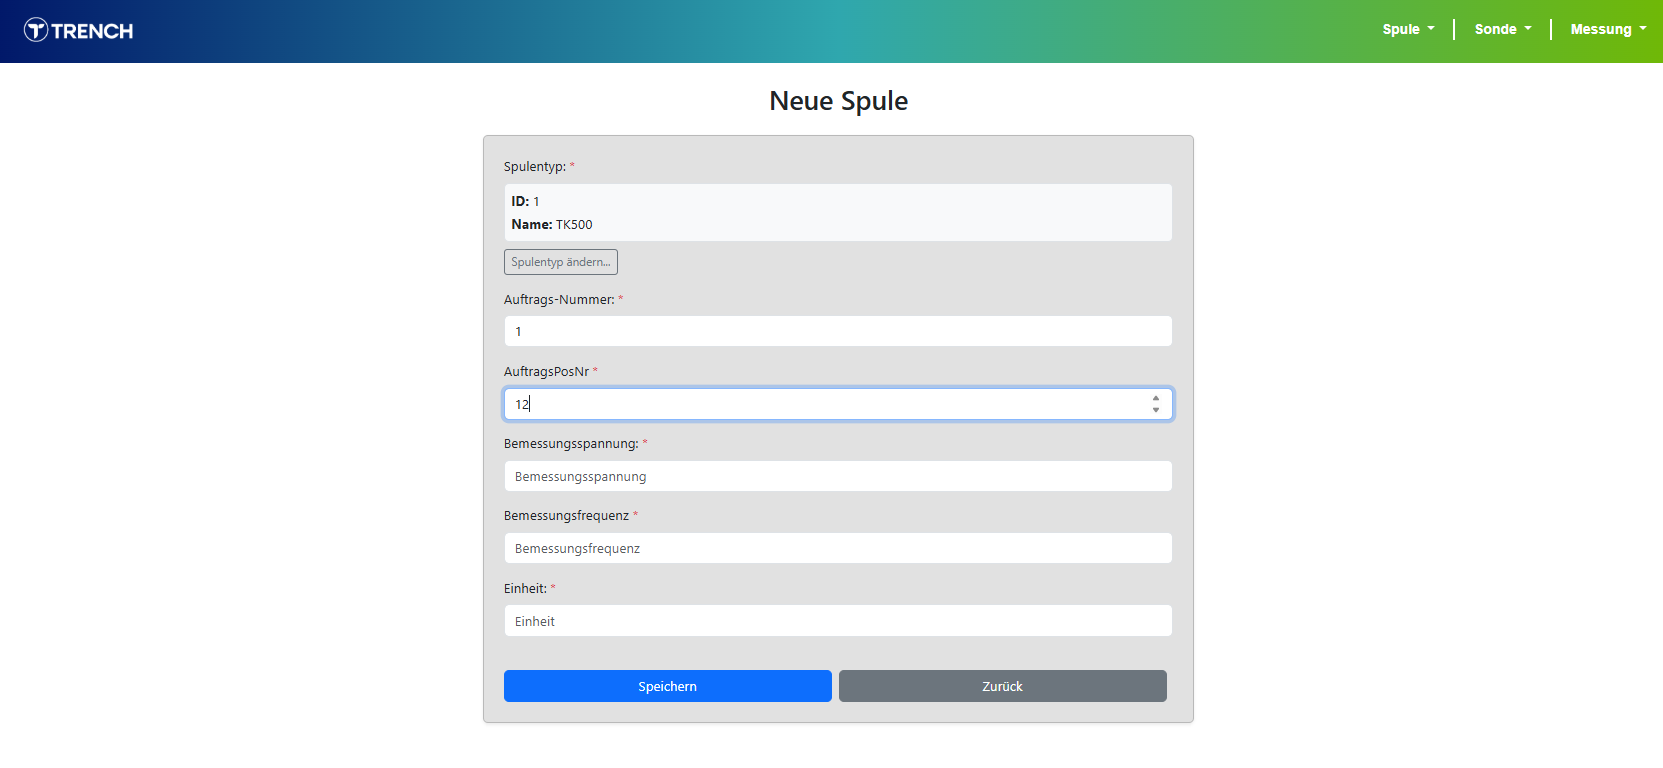 TRENCH
Spule
Sonde
Messung
Neue Spule
Spulentyp: *
ID: 1
Name: TK500
Spulentyp ändern...
Auftrags-Nummer: *
1
AuftragsPosNr *
12
Bemessungsspannung: *
Bemessungsspannung
Bemessungsfrequenz *
Bemessungsfrequenz
Einheit: *
Einheit
Speichern
Zurück